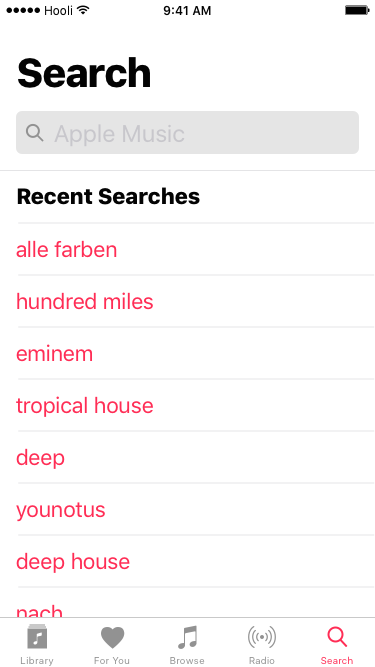 Hooli 9:41 AM
Search
Apple Music
Recent Searches
alle farben
hundred miles
eminem
tropical house
deep
younotus
deep house
nach
Library For You Browse Radio Search